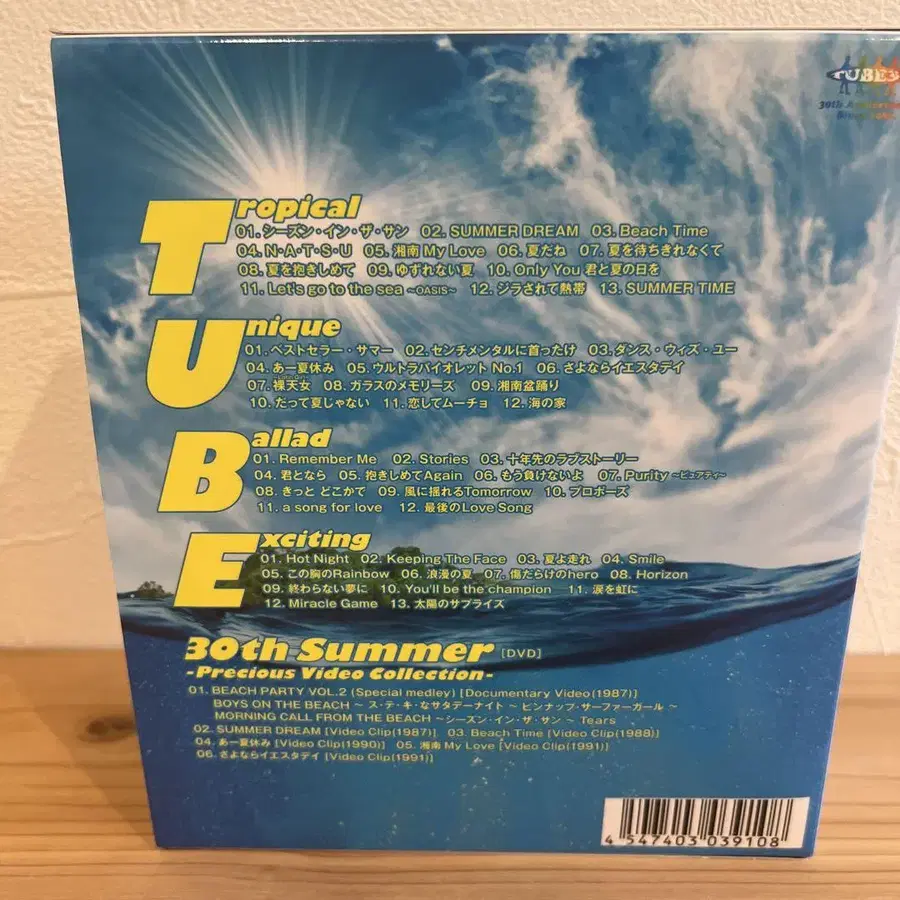 TUBE
30th
Tropical
01. シーズン・イン・ザ・サン 02. SUMMER DREAM 03. Beach Time
04. N・A・T・S・U 05. 湘南 My Love 06. 夏だね 07. 夏を待ちきれなくて
08. 夏を抱きしめて 09. ゆずれない夏 10. Only You 君と夏の日を
11. Let's go to the sea ~OASIS~ 12. ジラされて熱帯 13. SUMMER TIME
Unique
01. ベストセラー・サマー 02. センチメンタルに首ったけ 03. ダンス・ウィズ・ユー
04. あー夏休み 05. ウルトラバイオレット No.1 06. さよならイエスタデイ
07. 裸天女 08. ガラスのメモリーズ 09. 湘南盆踊り
10. だって夏じゃない 11. 恋してムーチョ 12. 海の家
Ballad
01. Remember Me 02. Stories 03. 十年先のラブストーリー
04. 君となら 05. 抱きしめてAgain 06. もう負けないよ 07. Purity ~ピュアティ~
08. きっと どこかで 09. 風に揺れるTomorrow 10. プロポーズ
11. a song for love 12. 最後のLove Song
Exciting
01. Hot Night 02. Keeping The Face 03. 夏よ走れ 04. Smile
05. この胸のRainbow 06. 浪漫の夏 07. 傷だらけのhero 08. Horizon
09. 終わらない夢に 10. You'll be the champion 11. 涙を虹に
12. Miracle Game 13. 太陽のサプライズ
30th Summer [DVD]
-Precious Video Collection-
01. BEACH PARTY VOL.2 (Special medley) [Documentary Video(1987)]
BOYS ON THE BEACH ~ ス・テ・キ・なサタデーナイト ~ ピンナップ・サーファーガール ~
MORNING CALL FROM THE BEACH ~シーズン・イン・ザ・サン ~ Tears
02. SUMMER DREAM [Video Clip(1987)] 03. Beach Time [Video Clip(1988)]
04. あー夏休み [Video Clip(1990)] 05. 湘南 My Love [Video Clip(1991)]
06. さよならイエスタデイ [Video Clip(1991)]
4 547403 039108